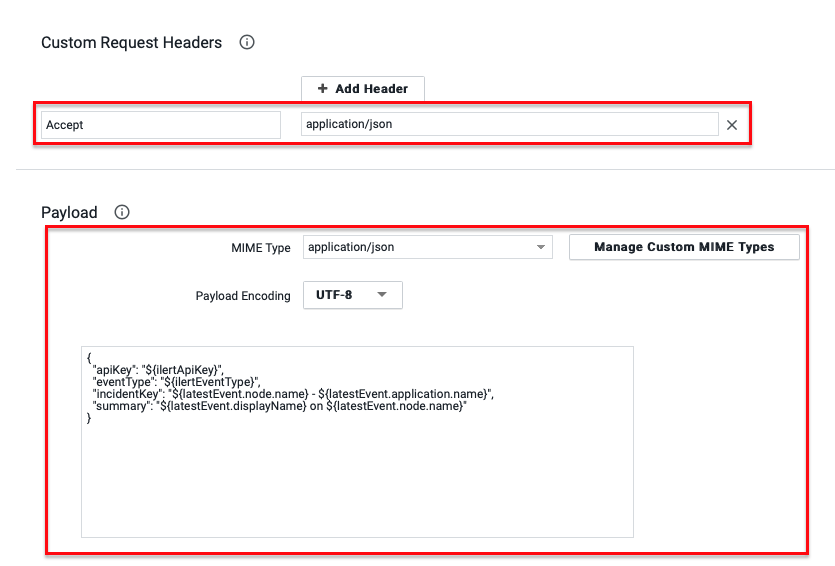 Custom Request Headers
+ Add Header
Accept application/json
Payload
MIME Type application/json Manage Custom MIME Types
Payload Encoding UTF-8
{
"apiKey": "${ilertApiKey}",
"eventType": "${ilertEventType}",
"incidentKey": "${latestEvent.node.name} - ${latestEvent.application.name}",
"summary": "${latestEvent.displayName} on ${latestEvent.node.name}"
}